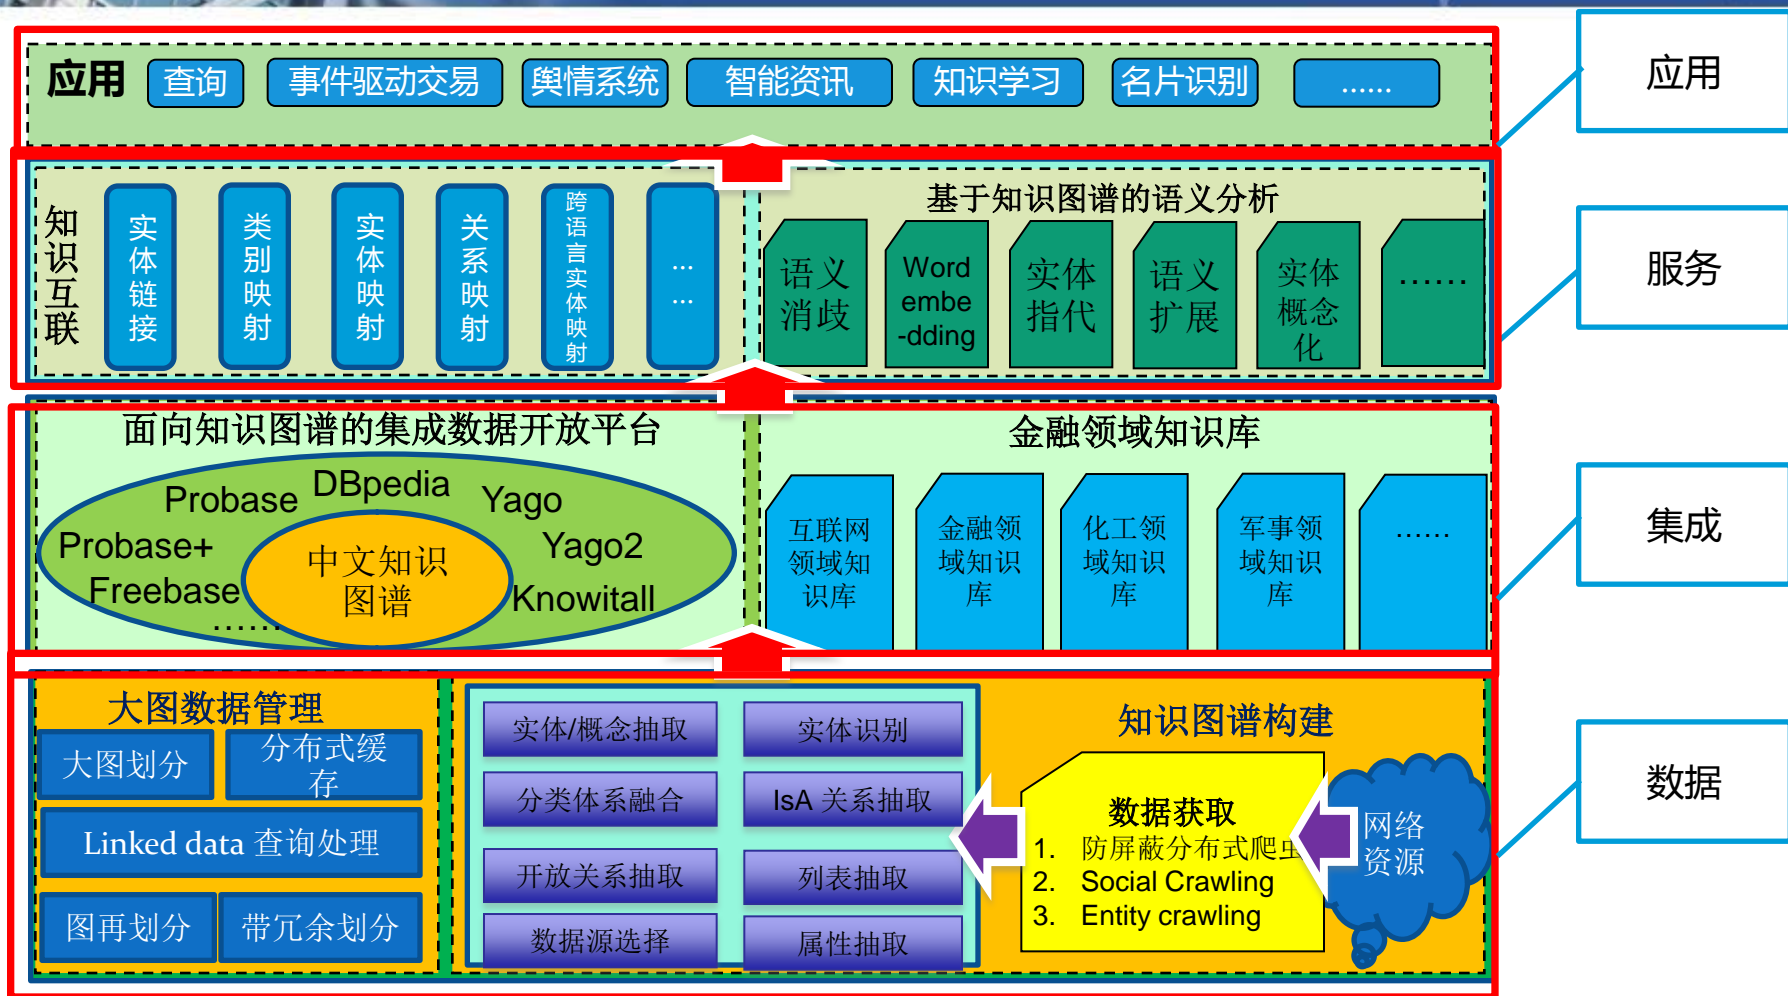 应用
查询
事件驱动交易
舆情系统
智能资讯
知识学习
名片识别
......
应用
知识互联
实体链接
类别映射
实体映射
关系映射
跨语言实体映射
... ...
基于知识图谱的语义分析
语义
消歧
Word
embe
-dding
实体
指代
语义
扩展
实体
概念
化
……
服务
面向知识图谱的集成数据开放平台
Probase
DBpedia
Yago
Probase+
Yago2
Freebase
Knowitall
……
中文知识
图谱
金融领域知识库
互联网
领域知
识库
金融领
域知识
库
化工领
域知识
库
军事领
域知识
库
……
集成
大图数据管理
大图划分
分布式缓
存
Linked data 查询处理
图再划分
带冗余划分
实体/概念抽取
实体识别
分类体系融合
IsA 关系抽取
开放关系抽取
列表抽取
数据源选择
属性抽取
知识图谱构建
数据获取
1. 防屏蔽分布式爬虫
2. Social Crawling
3. Entity crawling
网络
资源
数据